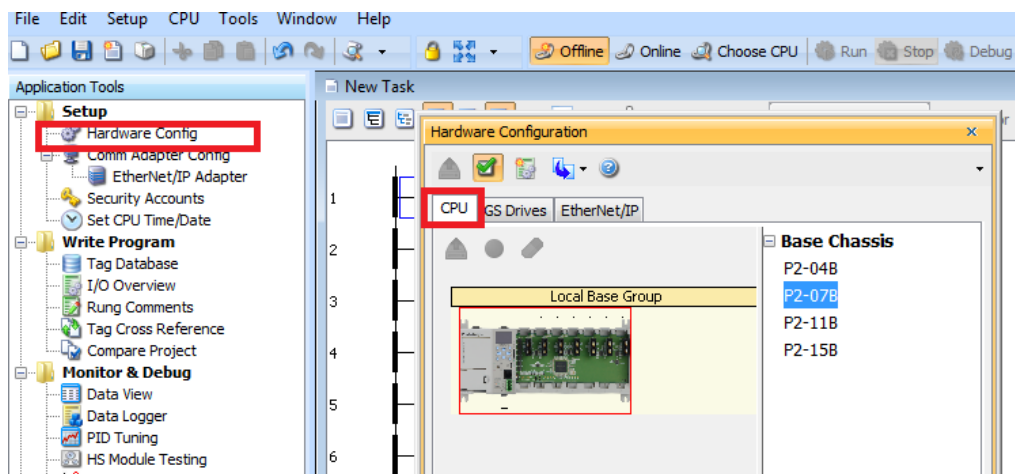 File Edit Setup CPU Tools Window Help
Offline Online Choose CPU Run Stop Debug
Application Tools
Setup
Hardware Config
Comm Adapter Config
EtherNet/IP Adapter
Security Accounts
Set CPU Time/Date
Write Program
Tag Database
I/O Overview
Rung Comments
Tag Cross Reference
Compare Project
Monitor & Debug
Data View
Data Logger
PID Tuning
HS Module Testing
New Task
1
2
3
4
5
6
Hardware Configuration
CPU GS Drives EtherNet/IP
Local Base Group
Base Chassis
P2-04B
P2-07B
P2-11B
P2-15B